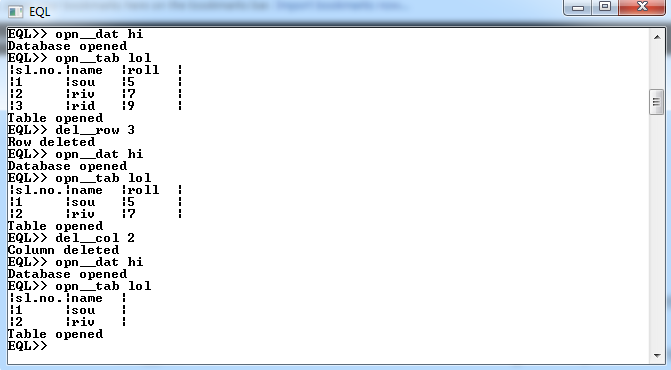 EQL
EQL>> opn__dat hi
Database opened
EQL>> opn__tab lol
¦sl.no.¦name  ¦roll  ¦
¦1     ¦sou   ¦5     ¦
¦2     ¦riv   ¦7     ¦
¦3     ¦rid   ¦9     ¦
Table opened
EQL>> del__row 3
Row deleted
EQL>> opn__dat hi
Database opened
EQL>> opn__tab lol
¦sl.no.¦name  ¦roll  ¦
¦1     ¦sou   ¦5     ¦
¦2     ¦riv   ¦7     ¦
Table opened
EQL>> del__col 2
Column deleted
EQL>> opn__dat hi
Database opened
EQL>> opn__tab lol
¦sl.no.¦name  ¦
¦1     ¦sou   ¦
¦2     ¦riv   ¦
Table opened
EQL>>